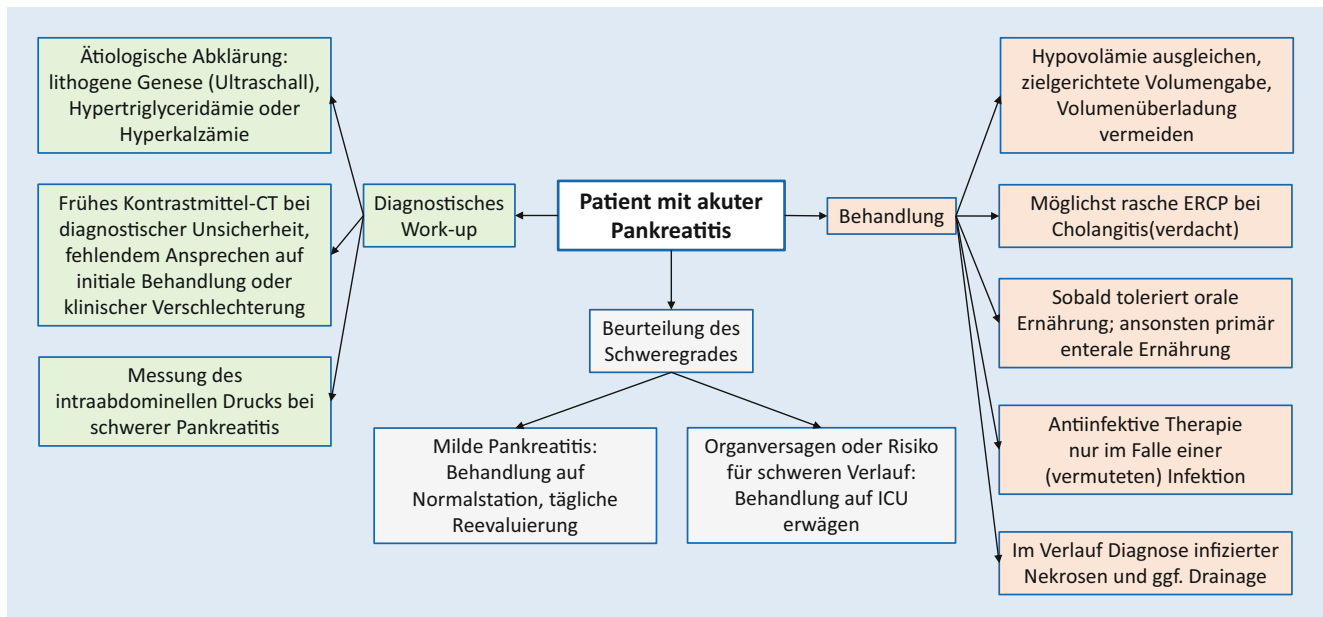 Ätiologische Abklärung:
lithogene Genese (Ultraschall),
Hypertriglyceridämie oder
Hyperkalzämie
Frühes Kontrastmittel-CT bei
diagnostischer Unsicherheit,
fehlendem Ansprechen auf
initiale Behandlung oder
klinischer Verschlechterung
Messung des
intraabdominellen Drucks bei
schwerer Pankreatitis
Diagnostisches
Work-up
Patient mit akuter
Pankreatitis
Beurteilung des
Schweregrades
Milde Pankreatitis:
Behandlung auf
Normalstation, tägliche
Reevaluierung
Organversagen oder Risiko
für schweren Verlauf:
Behandlung auf ICU
erwägen
Behandlung
Hypovolämie ausgleichen,
zielgerichtete Volumengabe,
Volumenüberladung
vermeiden
Möglichst rasche ERCP bei
Cholangitis(verdacht)
Sobald toleriert orale
Ernährung; ansonsten primär
enterale Ernährung
Antiinfektive Therapie
nur im Falle einer
(vermuteten) Infektion
Im Verlauf Diagnose infizierter
Nekrosen und ggf. Drainage